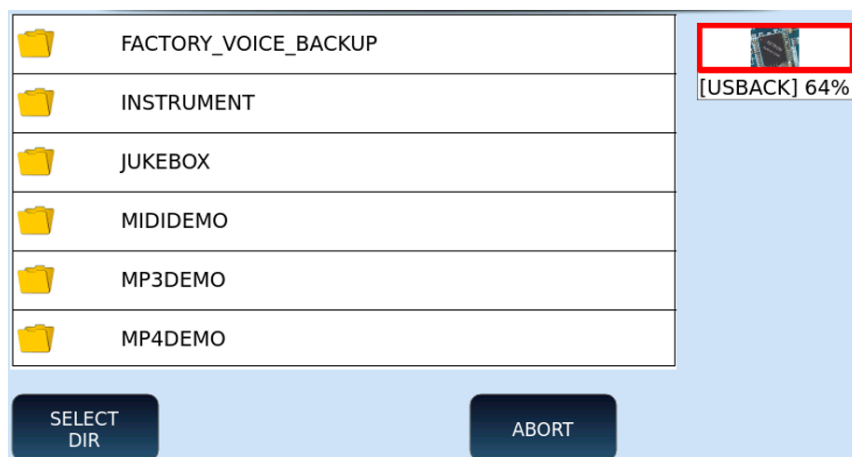 FACTORY_VOICE_BACKUP
INSTRUMENT
JUKEBOX
MIDIDEMO
MP3DEMO
MP4DEMO
[USBACK] 64%
SELECT
DIR
ABORT